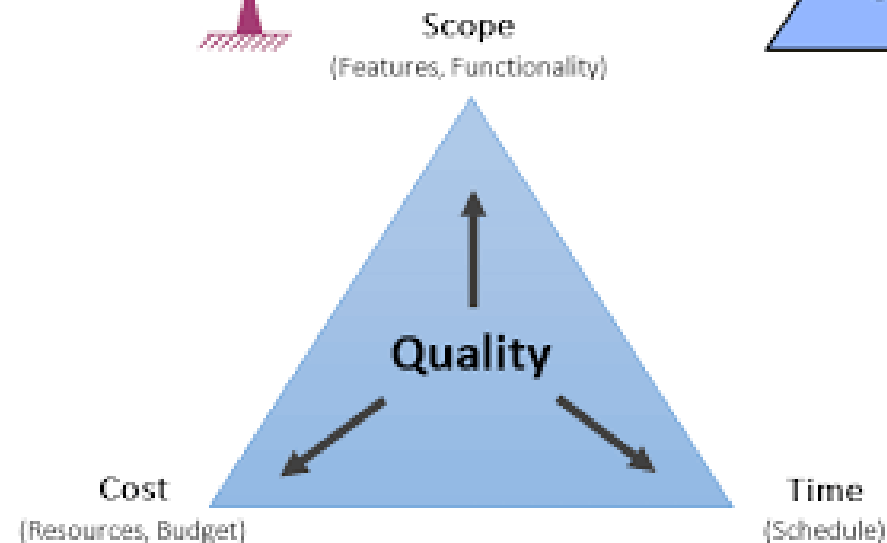 Scope
(Features, Functionality)
Quality
Cost
(Resources, Budget)
Time
(Schedule)